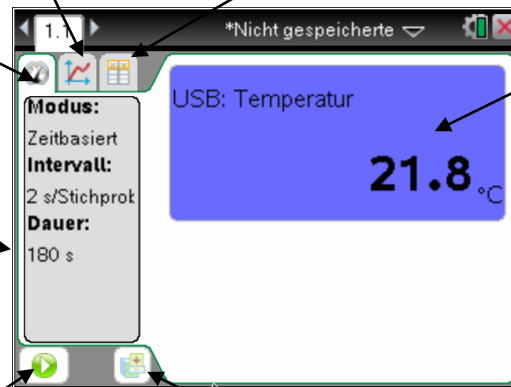 1.1
*Nicht gespeicherte
Modus:
Zeitbasiert
Intervall:
2 s/Stichprok
Dauer:
180 s
USB: Temperatur
21.8 °C